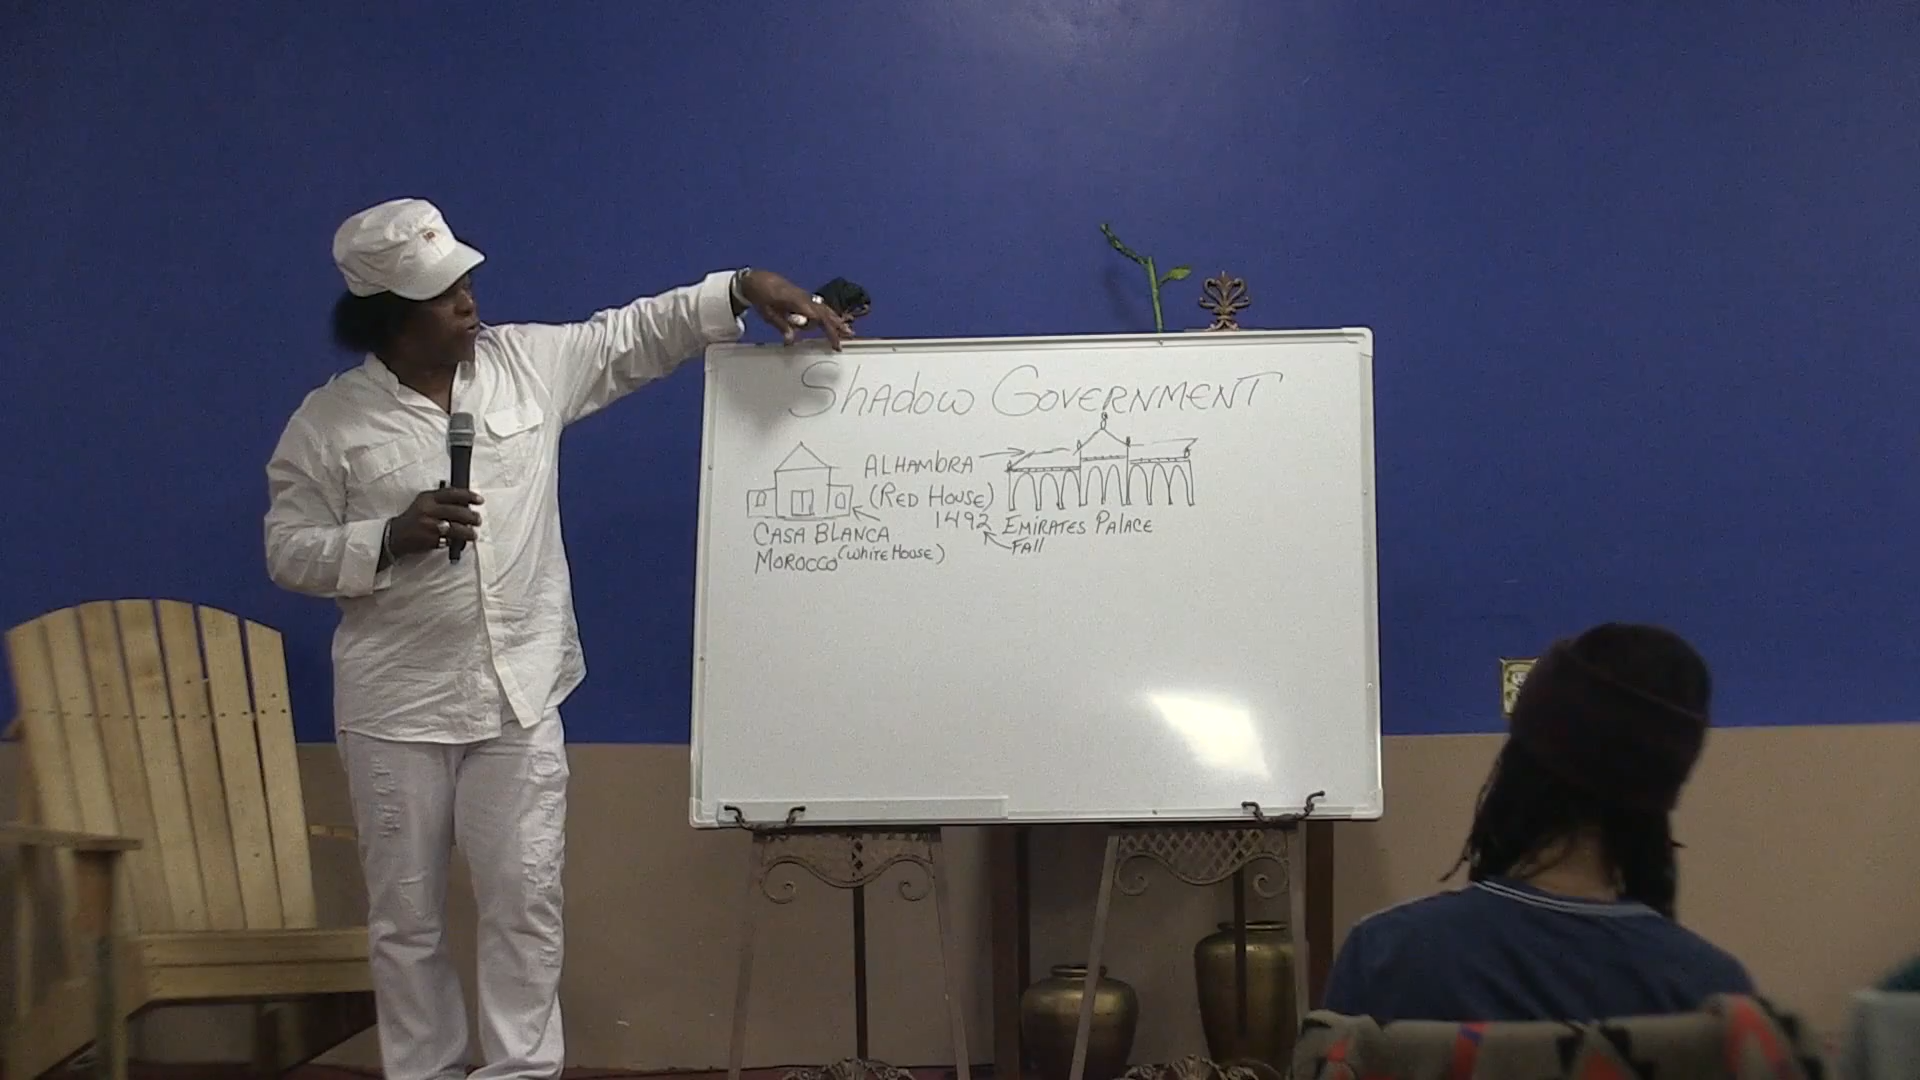 Shadow Government
ALHAMBRA
(RED HOUSE)
1492
EMIRATES PALACE
Fall
CASA BLANCA
MOROCCO (WHITE HOUSE)